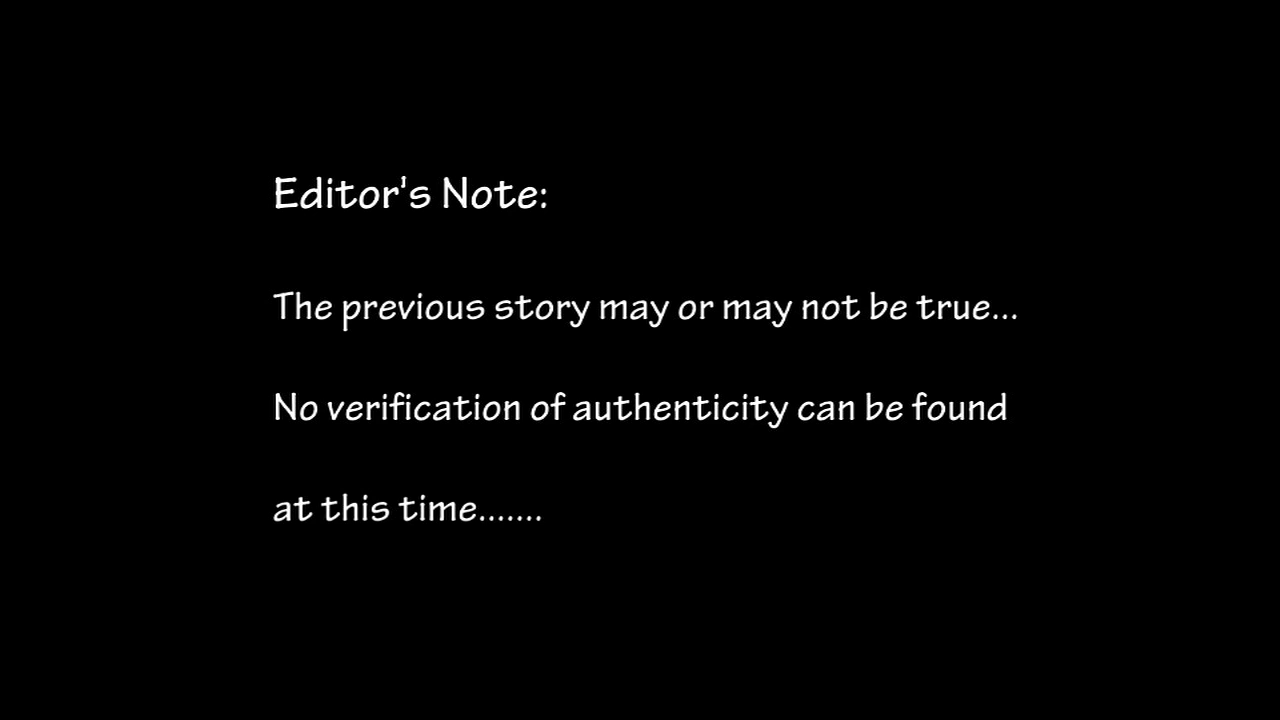 Editor's Note:
The previous story may or may not be true...
No verification of authenticity can be found
at this time.......